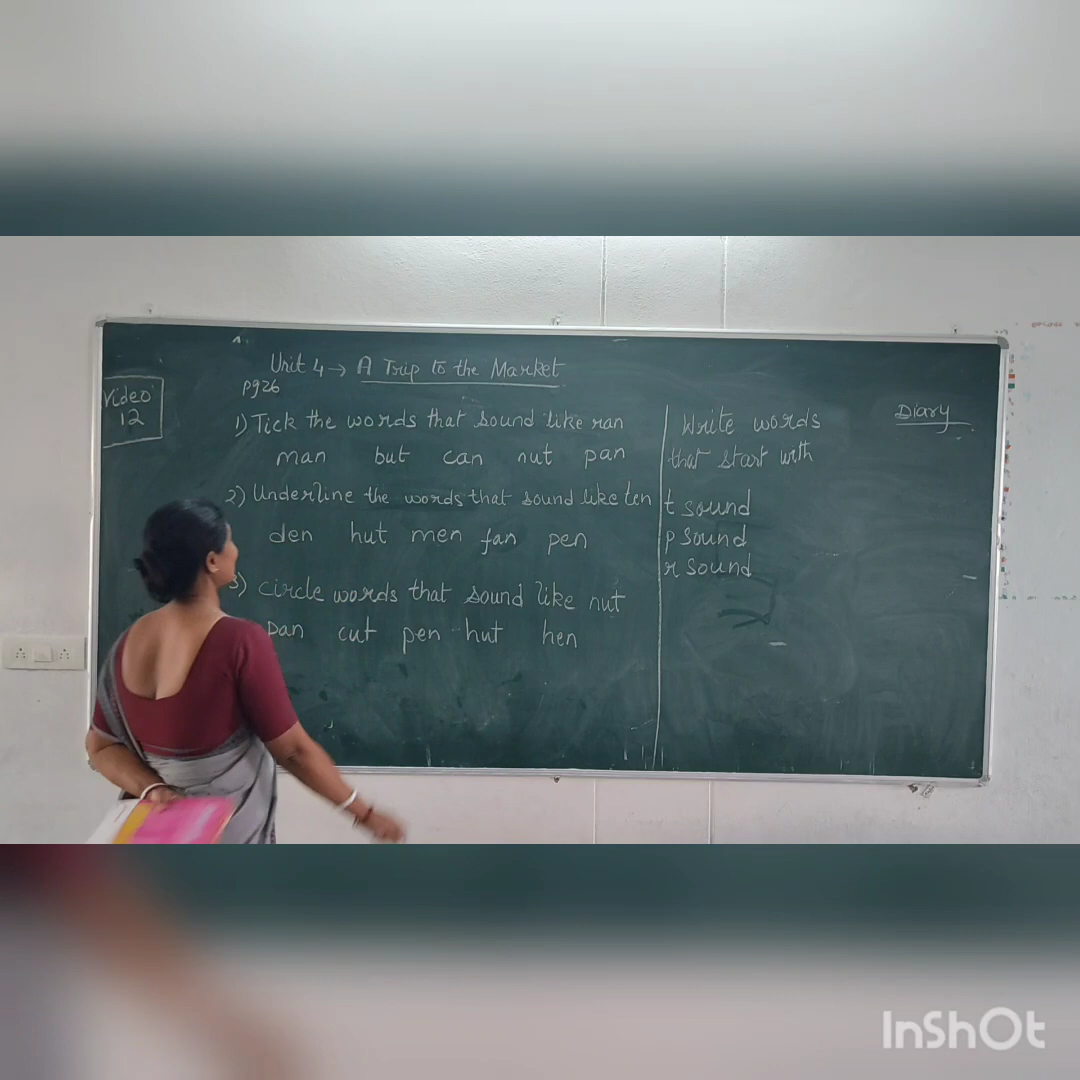 Unit 4 → A Trip to the Market
pg26
Video
12
1) Tick the words that sound like ran
man but can nut pan
2) Underline the words that sound like ten
den hut men fan pen
3) circle words that sound like nut
pan cut pen hut hen
Write words
that start with
t sound
p sound
r sound
Diary
InShOt